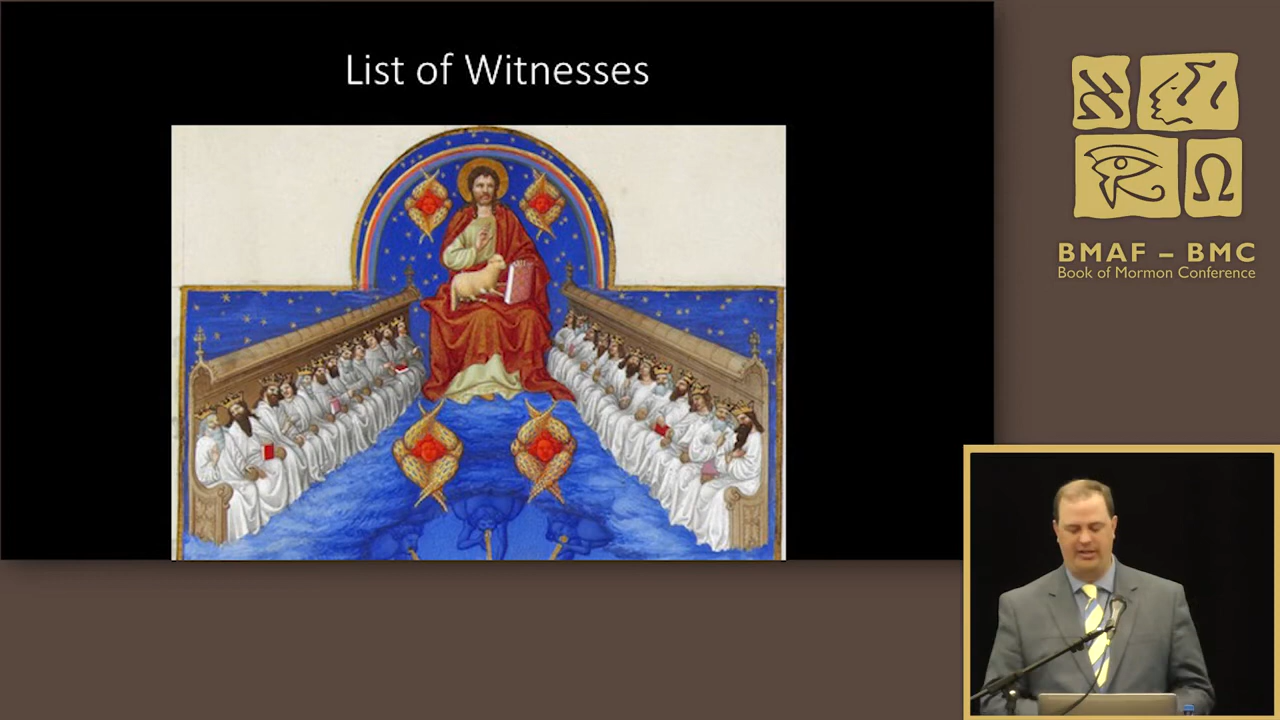 List of Witnesses
BMAF – BMC
Book of Mormon Conference